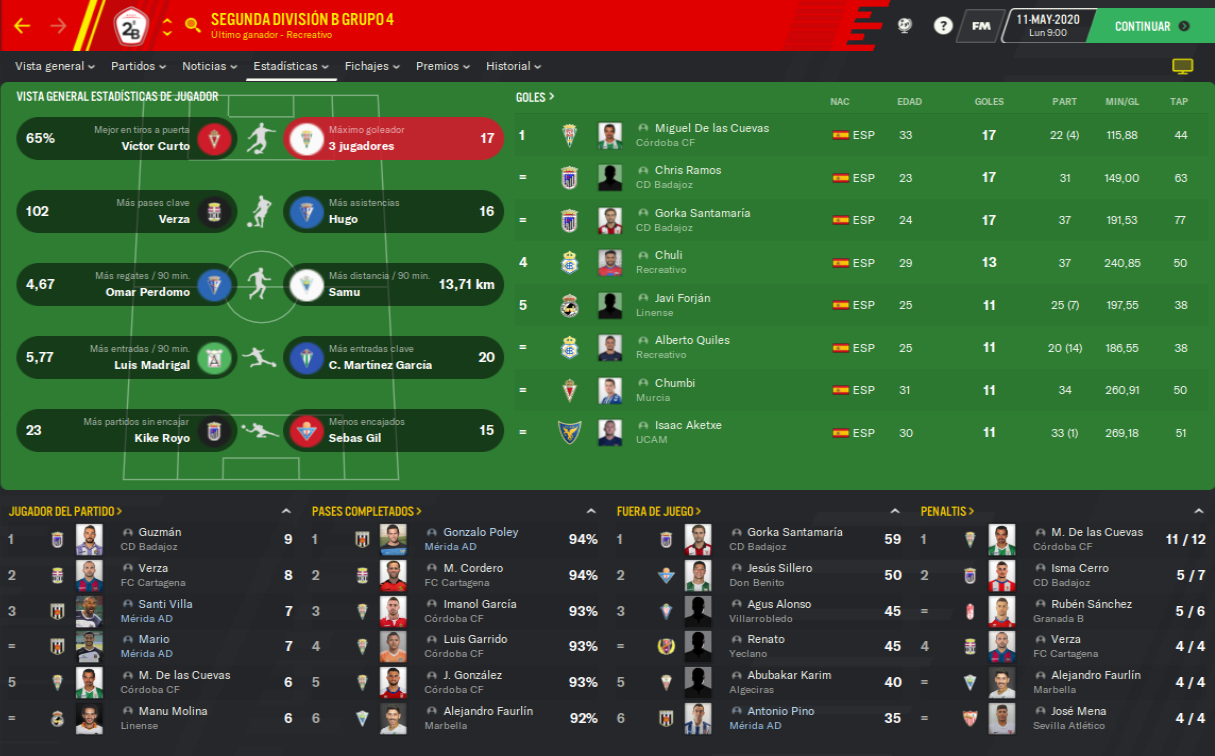 2ªB
SEGUNDA DIVISIÓN B GRUPO 4
Último ganador - Recreativo
?
FM
11-MAY-2020
Lun 9:00
CONTINUAR
Vista general Partidos Noticias Estadísticas Fichajes Premios Historial
VISTA GENERAL ESTADÍSTICAS DE JUGADOR
65% Mejor en tiros a puerta
Víctor Curto
Máximo goleador
3 jugadores 17
102 Más pases clave
Verza
Más asistencias
Hugo 16
4,67 Más regates / 90 min.
Omar Perdomo
Más distancia / 90 min.
Samu 13,71 km
5,77 Más entradas / 90 min.
Luis Madrigal
Más entradas clave
C. Martínez García 20
23 Más partidos sin encajar
Kike Royo
Menos encajados
Sebas Gil 15
GOLES > NAC EDAD GOLES PART MIN/GL TAP
1 Miguel De las Cuevas ESP 33 17 22 (4) 115,88 44
Córdoba CF
= Chris Ramos ESP 23 17 31 149,00 63
CD Badajoz
= Gorka Santamaría ESP 24 17 37 191,53 77
CD Badajoz
4 Chuli ESP 29 13 37 240,85 50
Recreativo
5 Javi Forján ESP 25 11 25 (7) 197,55 38
Linense
= Alberto Quiles ESP 25 11 20 (14) 186,55 38
Recreativo
= Chumbi ESP 31 11 34 260,91 50
Murcia
= Isaac Aketxe ESP 30 11 33 (1) 269,18 51
UCAM
JUGADOR DEL PARTIDO >
1 Guzmán 9
CD Badajoz
2 Verza 8
FC Cartagena
3 Santi Villa 7
Mérida AD
= Mario 7
Mérida AD
5 M. De las Cuevas 6
Córdoba CF
= Manu Molina 6
Linense
PASES COMPLETADOS >
1 Gonzalo Poley 94%
Mérida AD
2 M. Cordero 94%
FC Cartagena
3 Imanol García 93%
Córdoba CF
4 Luis Garrido 93%
Córdoba CF
5 J. González 93%
Córdoba CF
6 Alejandro Faurlín 92%
Marbella
FUERA DE JUEGO >
1 Gorka Santamaría 59
CD Badajoz
2 Jesús Sillero 50
Don Benito
3 Agus Alonso 45
Villarrobledo
= Renato 45
Yeclano
5 Abubakar Karim 40
Algeciras
6 Antonio Pino 35
Mérida AD
PENALTIS >
1 M. De las Cuevas 11 / 12
Córdoba CF
2 Isma Cerro 5 / 7
CD Badajoz
= Rubén Sánchez 5 / 6
Granada B
4 Verza 4 / 4
FC Cartagena
= Alejandro Faurlín 4 / 4
Marbella
= José Mena 4 / 4
Sevilla Atlético